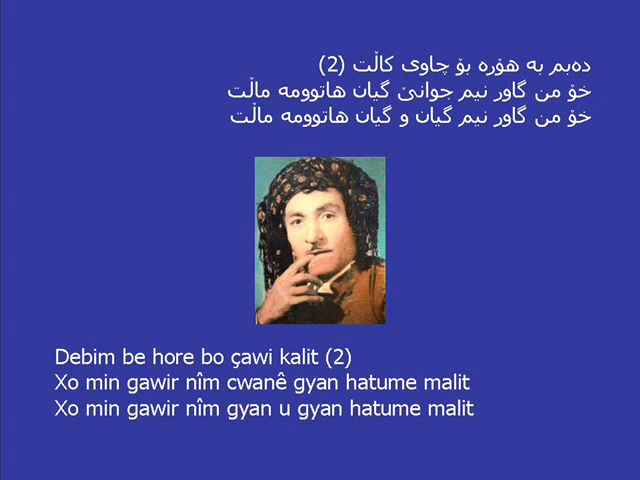 دەبم بە هۆرە بۆ چاوی کاڵت (2)
خۆ من گاور نیم جوانێ گیان هاتوومە ماڵت
خۆ من گاور نیم گیان و گیان هاتوومە ماڵت
Debim be hore bo çawi kalit (2)
Xo min gawir nîm cwanê gyan hatume malit
Xo min gawir nîm gyan u gyan hatume malit